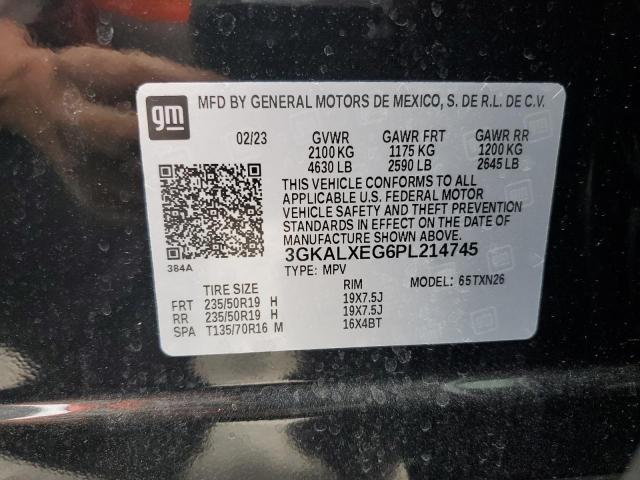 gm
MFD BY GENERAL MOTORS DE MEXICO, S. DE R.L. DE C.V.
02/23 GVWR GAWR FRT GAWR RR
2100 KG 1175 KG 1200 KG
4630 LB 2590 LB 2645 LB
THIS VEHICLE CONFORMS TO ALL
APPLICABLE U.S. FEDERAL MOTOR
VEHICLE SAFETY AND THEFT PREVENTION
STANDARDS IN EFFECT ON THE DATE OF
MANUFACTURE SHOWN ABOVE.
384A
3GKALXEG6PL214745
TYPE: MPV MODEL: 65TXN26
TIRE SIZE RIM
FRT 235/50R19 H 19X7.5J
RR 235/50R19 H 19X7.5J
SPA T135/70R16 M 16X4BT